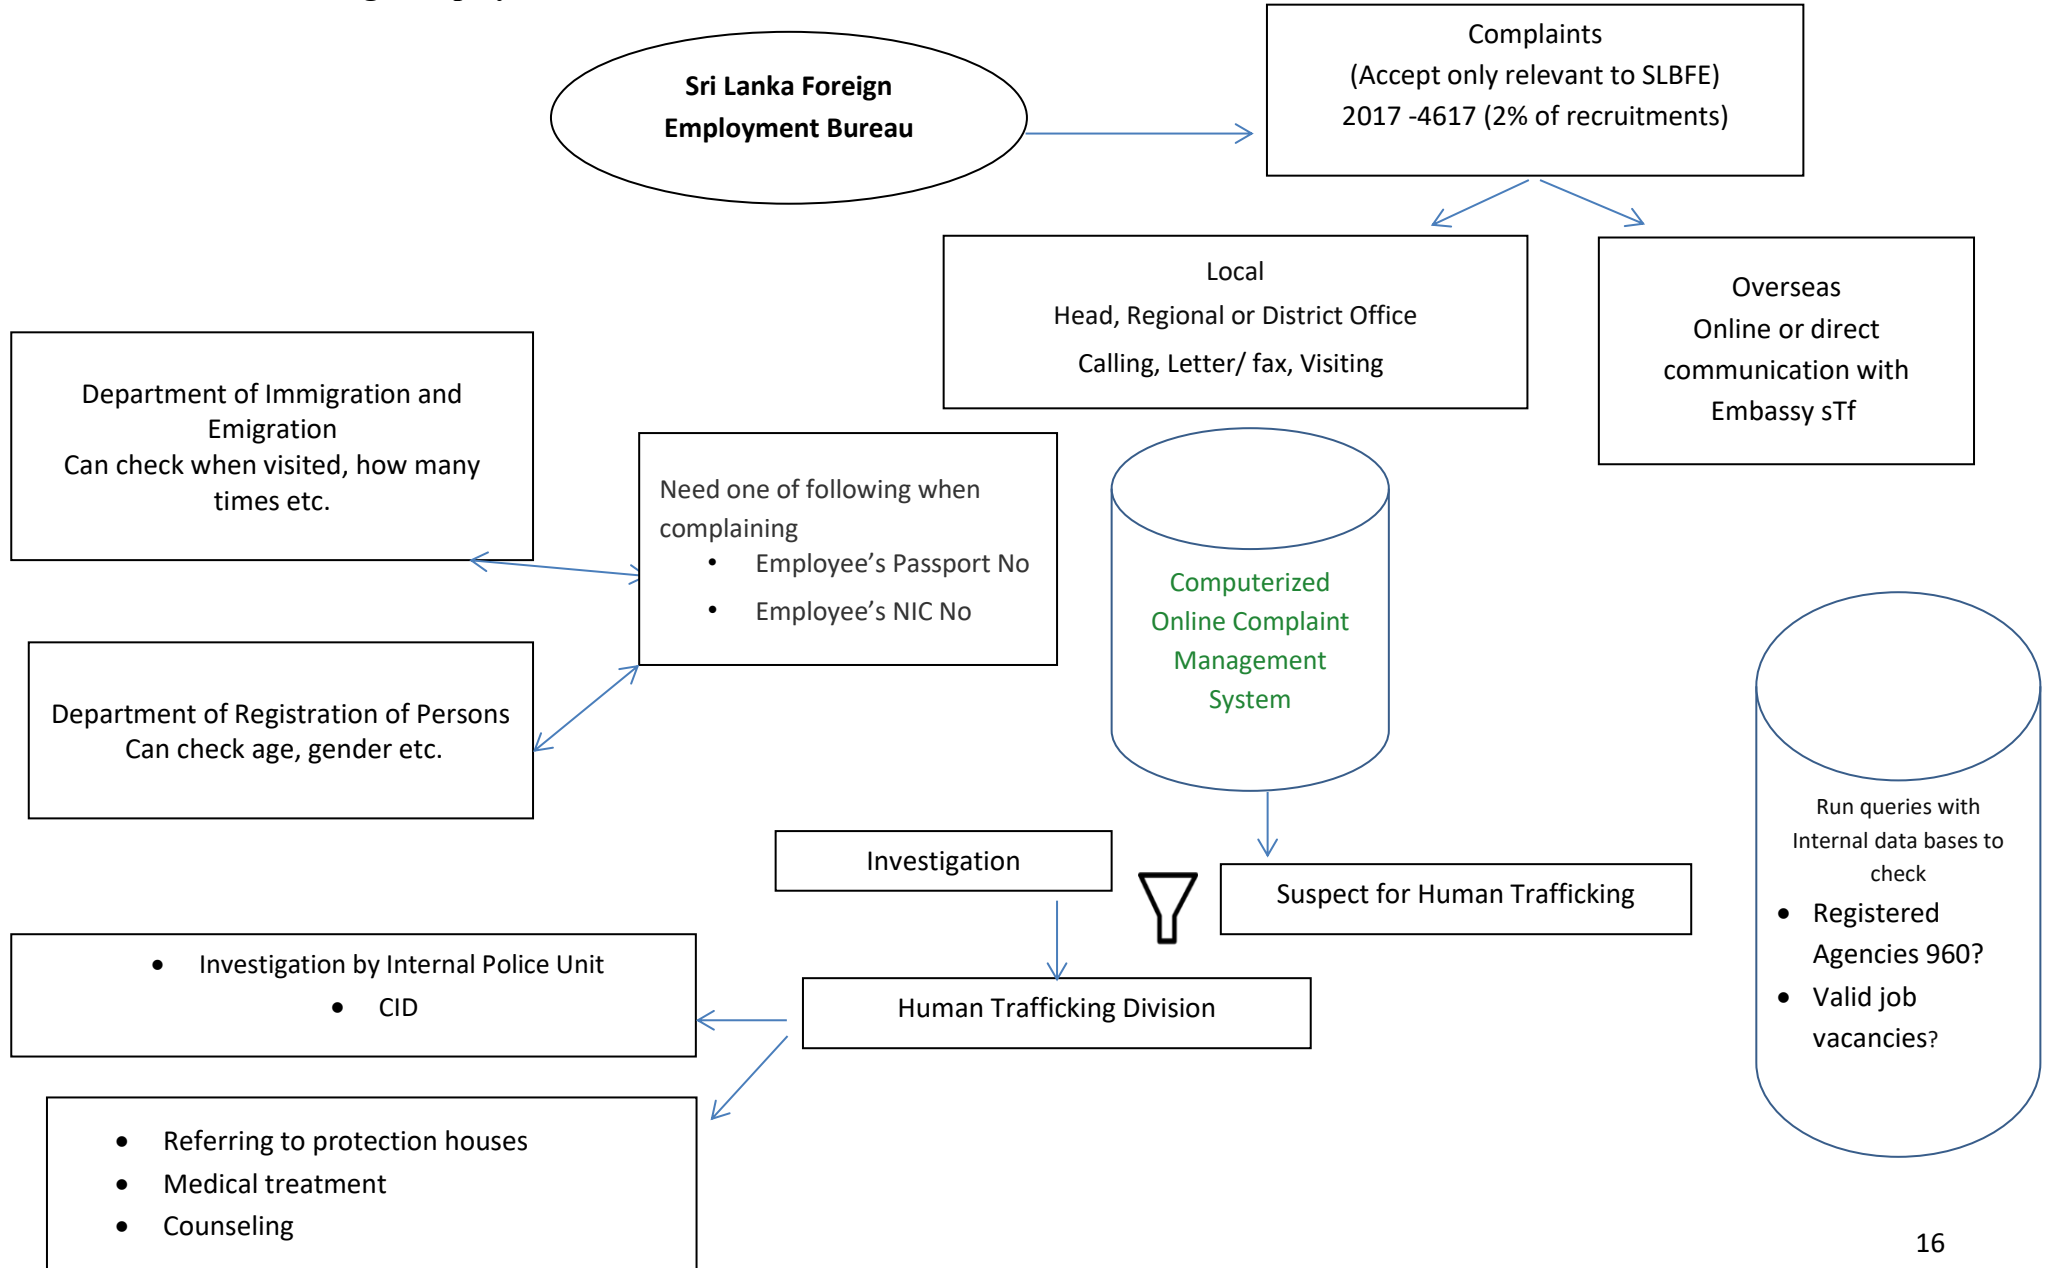 Sri Lanka Foreign
Employment Bureau
Complaints
(Accept only relevant to SLBFE)
2017 -4617 (2% of recruitments)
Local
Head, Regional or District Office
Calling, Letter/ fax, Visiting
Overseas
Online or direct
communication with
Embassy sTf
Department of Immigration and
Emigration
Can check when visited, how many
times etc.
Need one of following when
complaining
• Employee’s Passport No
• Employee’s NIC No
Department of Registration of Persons
Can check age, gender etc.
Computerized
Online Complaint
Management
System
Run queries with
Internal data bases to
check
• Registered
Agencies 960?
• Valid job
vacancies?
Investigation
Suspect for Human Trafficking
• Investigation by Internal Police Unit
• CID
Human Trafficking Division
• Referring to protection houses
• Medical treatment
• Counseling
16